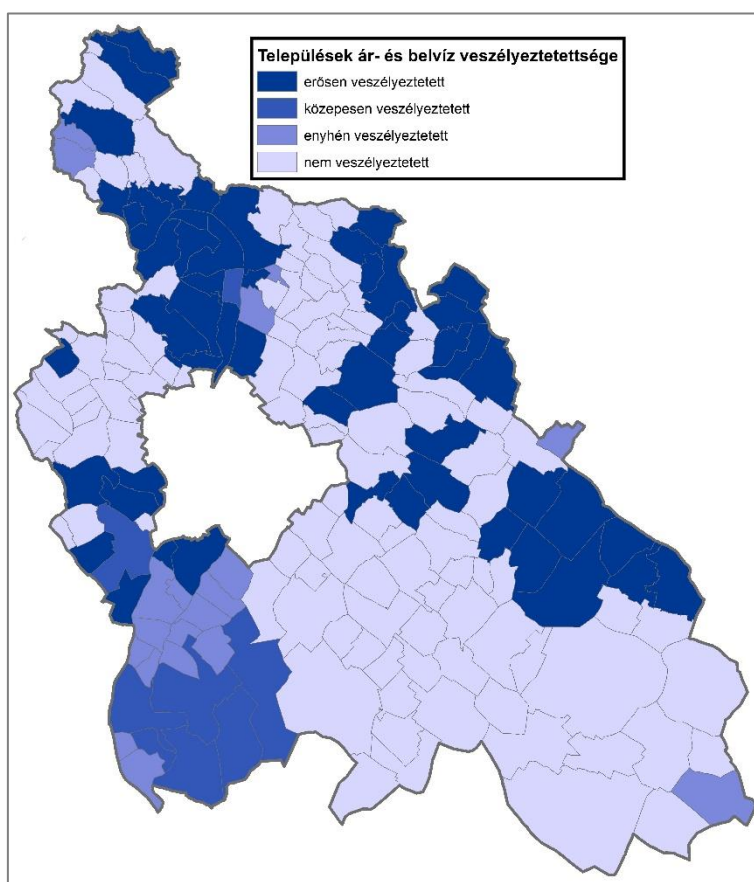 Települések ár- és belvíz veszélyeztetettsége
erősen veszélyeztetett
közepesen veszélyeztetett
enyhén veszélyeztetett
nem veszélyeztetett